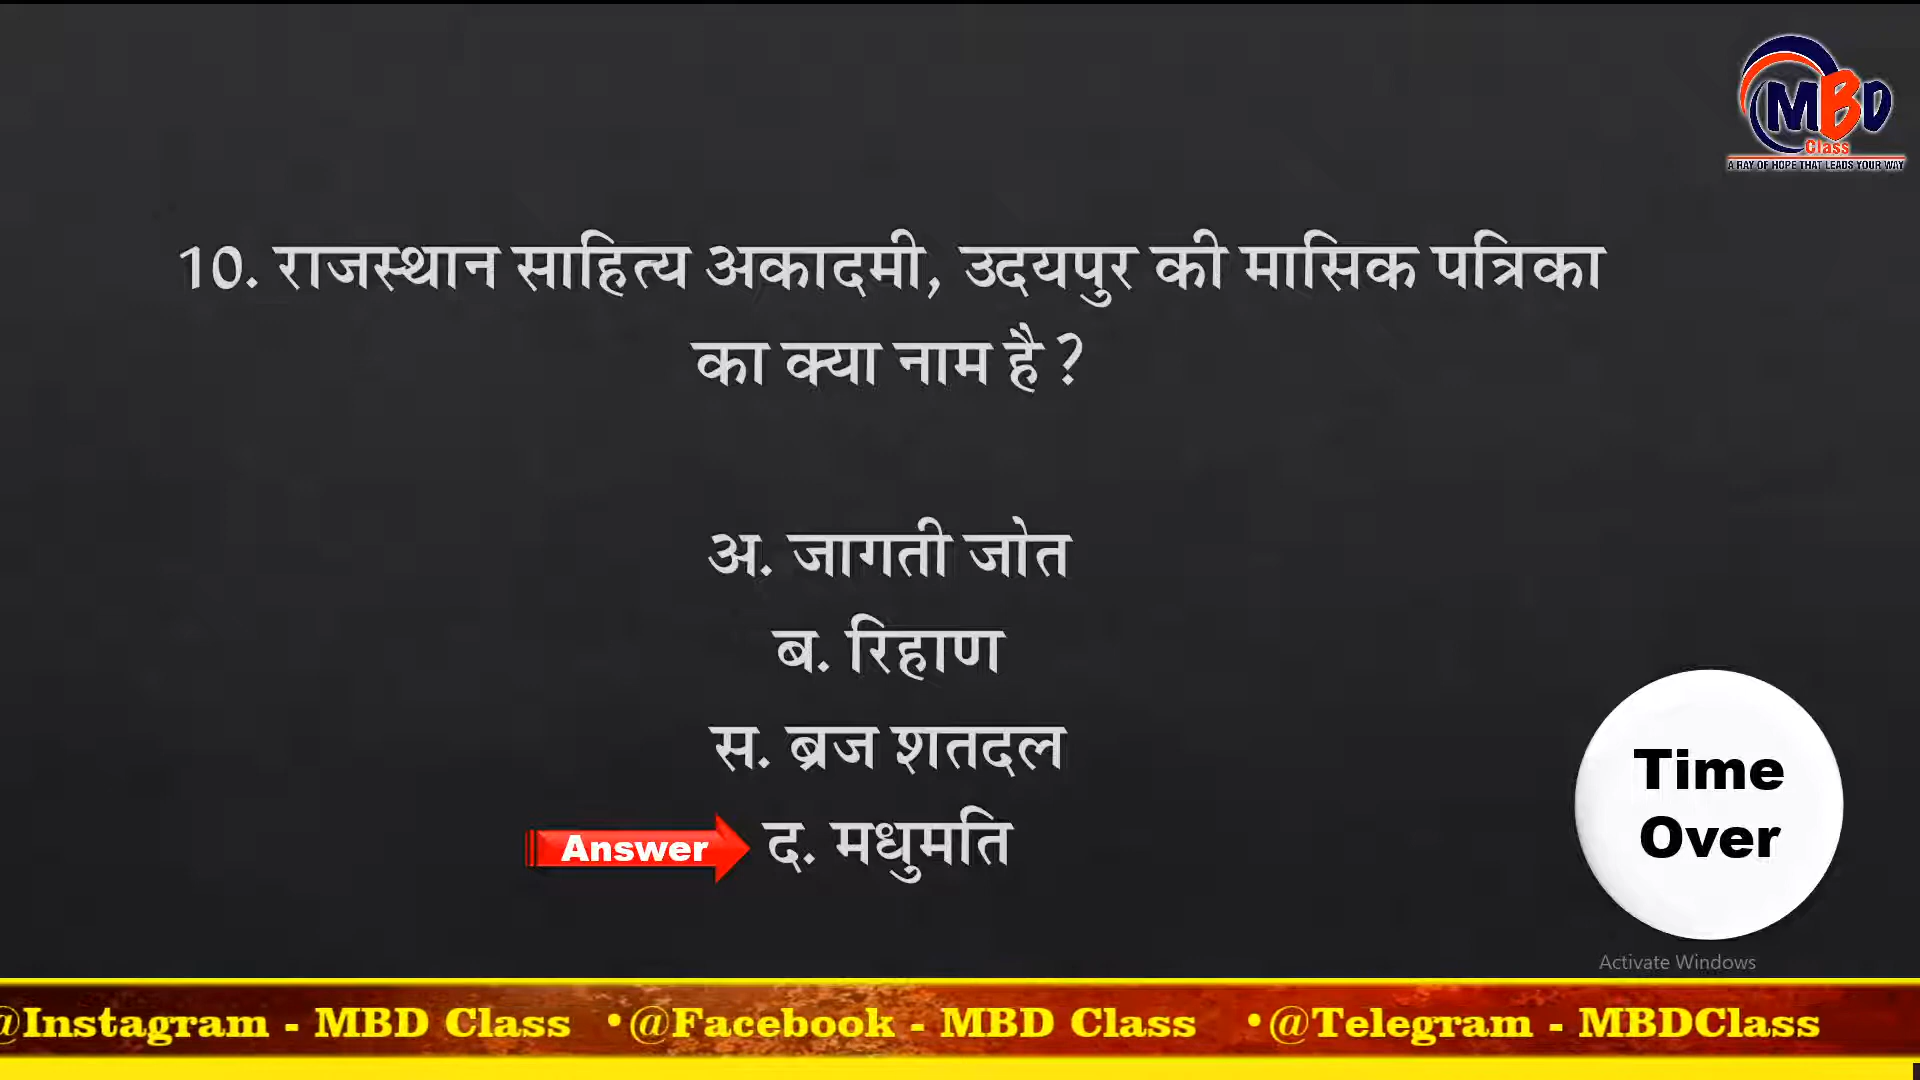 MBD
Class
A RAY OF HOPE THAT LEADS YOUR WAY
10. राजस्थान साहित्य अकादमी, उदयपुर की मासिक पत्रिका
का क्या नाम है ?
अ. जागती जोत
ब. रिहाण
स. ब्रज शतदल
Answer द. मधुमति
Time
Over
Activate Windows
@Instagram - MBD Class •@Facebook - MBD Class •@Telegram - MBDClass